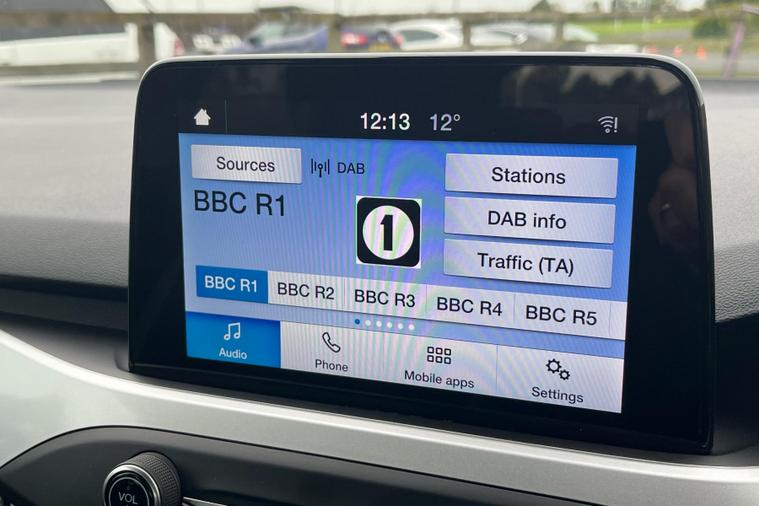 12:13 12°
Sources DAB
Stations
BBC R1
1
DAB info
Traffic (TA)
BBC R1 BBC R2 BBC R3 BBC R4 BBC R5
Audio Phone Mobile apps Settings
VOL